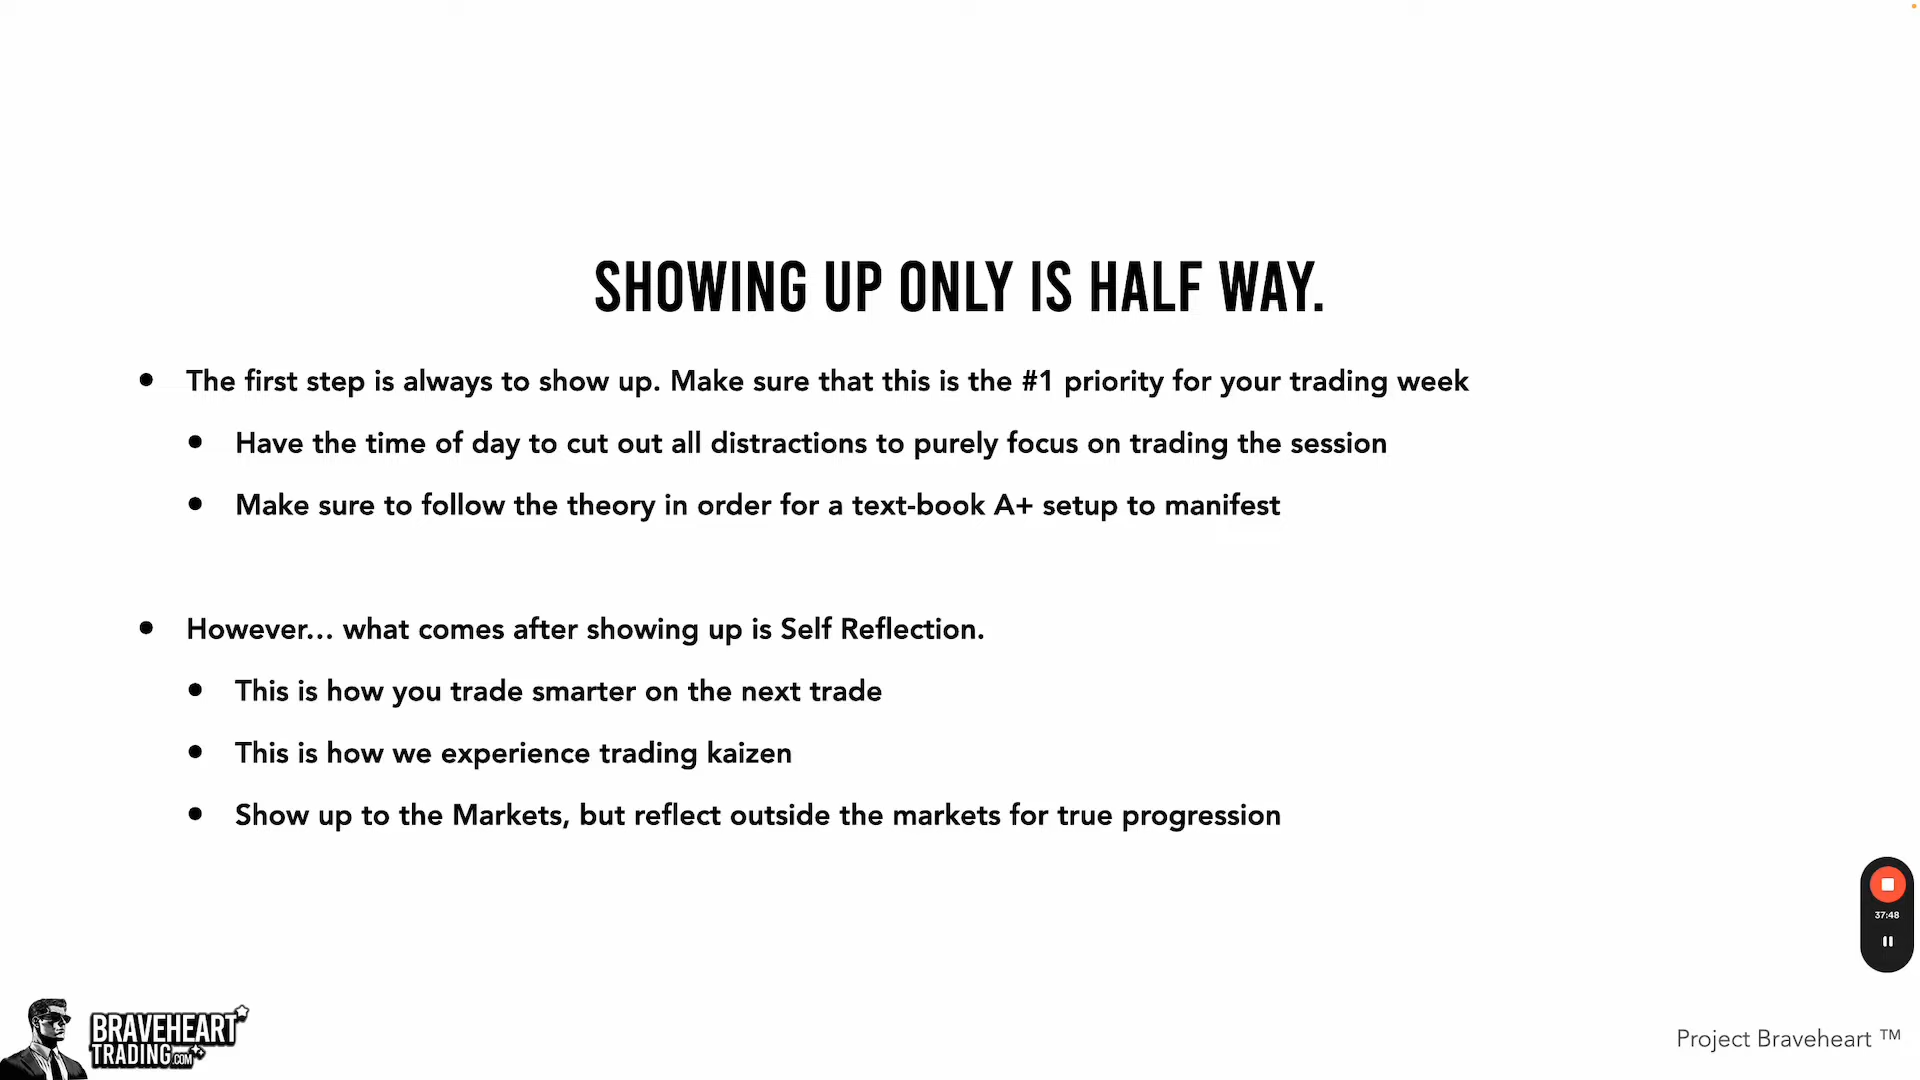 SHOWING UP ONLY IS HALF WAY.
The first step is always to show up. Make sure that this is the #1 priority for your trading week
Have the time of day to cut out all distractions to purely focus on trading the session
Make sure to follow the theory in order for a text-book A+ setup to manifest
However... what comes after showing up is Self Reflection.
This is how you trade smarter on the next trade
This is how we experience trading kaizen
Show up to the Markets, but reflect outside the markets for true progression
37:48
BRAVEHEART
TRADING.COM
Project Braveheart ™